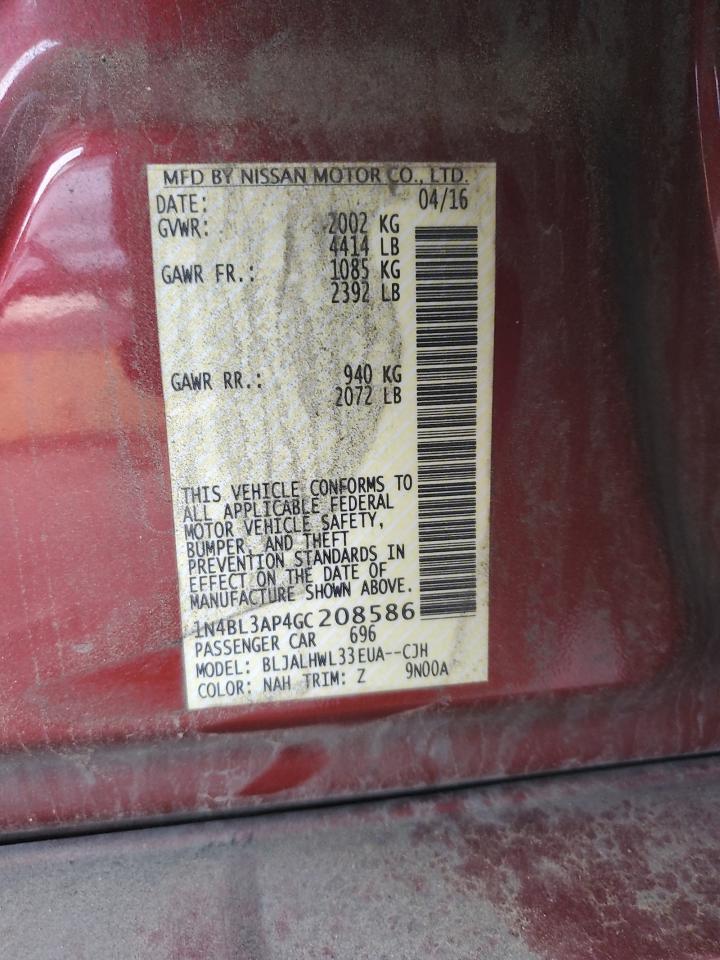 MFD BY NISSAN MOTOR CO., LTD.
DATE: 04/16
GVWR: 2002 KG
4414 LB
GAWR FR.: 1085 KG
2392 LB
GAWR RR.: 940 KG
2072 LB
THIS VEHICLE CONFORMS TO
ALL APPLICABLE FEDERAL
MOTOR VEHICLE SAFETY,
BUMPER, AND THEFT
PREVENTION STANDARDS IN
EFFECT ON THE DATE OF
MANUFACTURE SHOWN ABOVE.
1N4BL3AP4GC208586
PASSENGER CAR 696
MODEL: BLJALHWL33EUA--CJH
COLOR: NAH TRIM: Z 9N00A